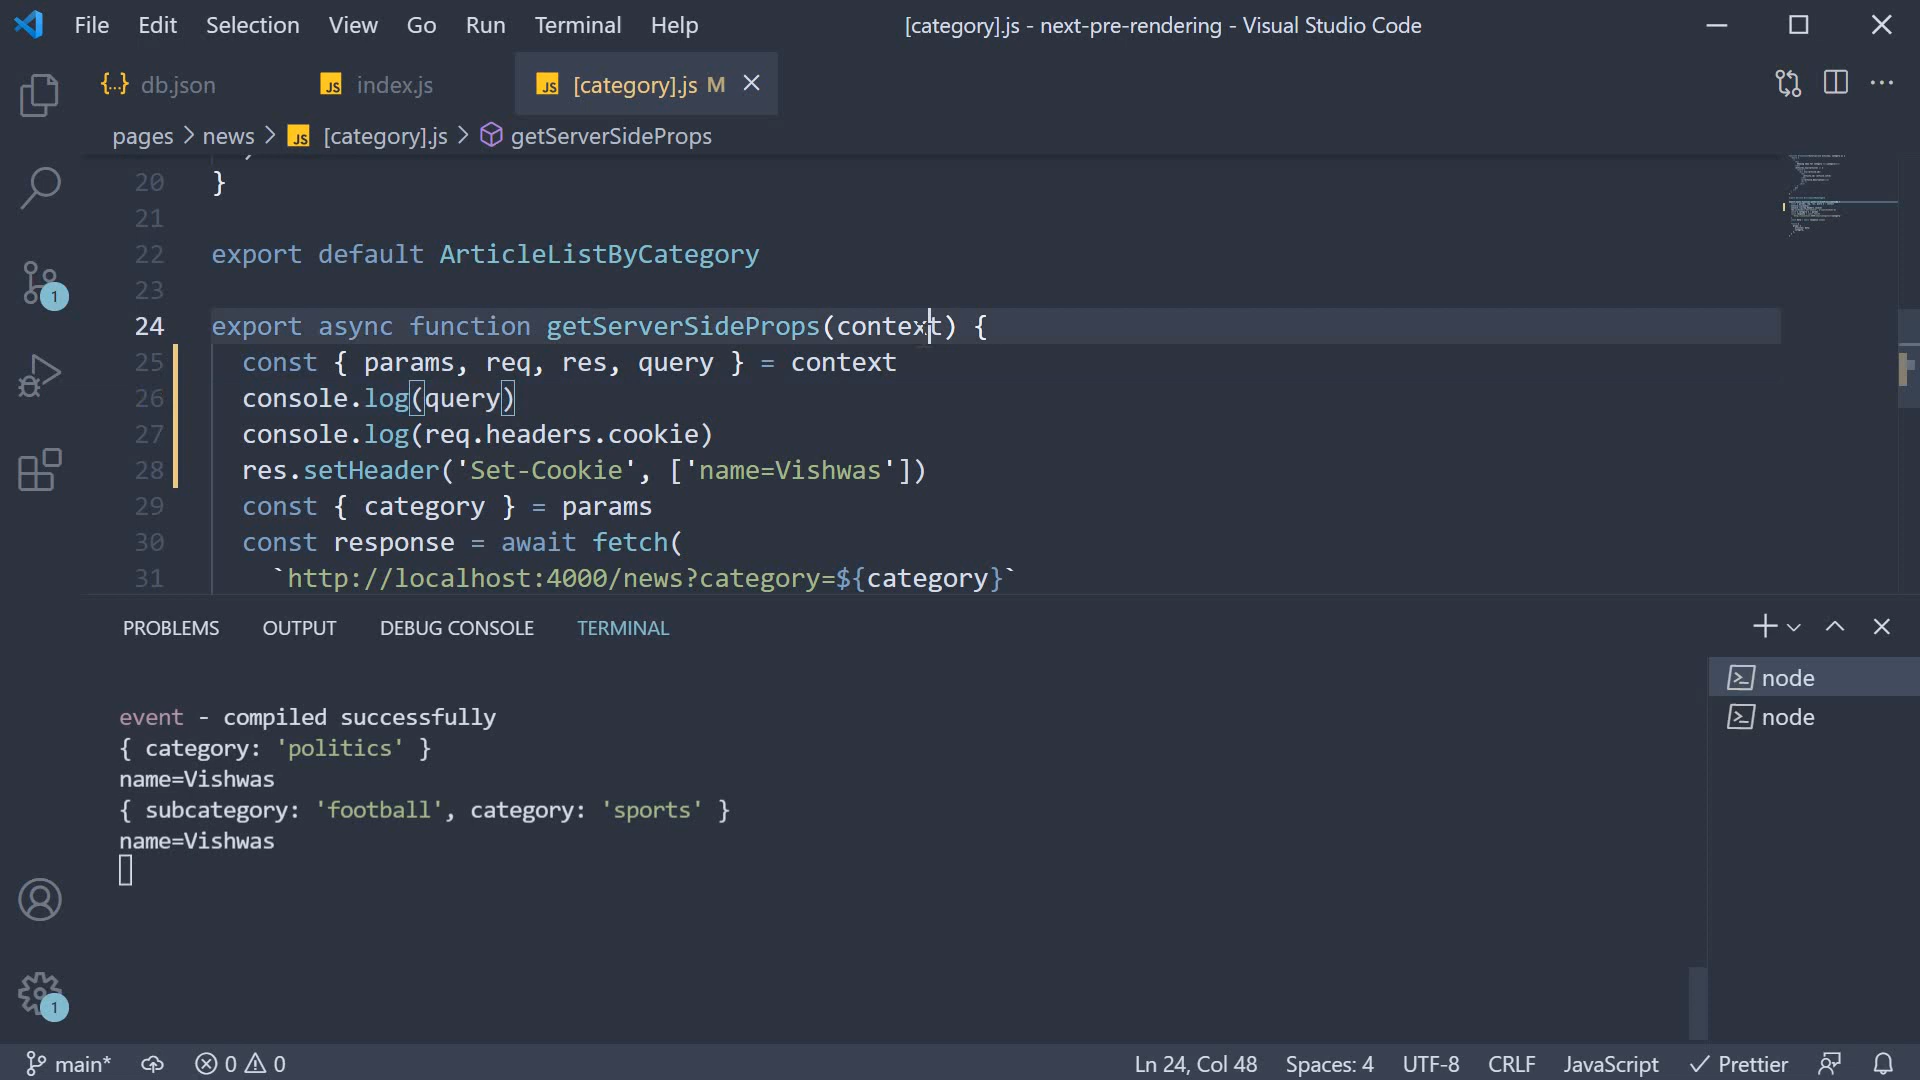 File Edit Selection View Go Run Terminal Help [category].js - next-pre-rendering - Visual Studio Code
{..} db.json JS index.js JS [category].js M
pages > news > JS [category].js > getServerSideProps
20 }
21
22 export default ArticleListByCategory
23
24 export async function getServerSideProps(context) {
25 const { params, req, res, query } = context
26 console.log(query)
27 console.log(req.headers.cookie)
28 res.setHeader('Set-Cookie', ['name=Vishwas'])
29 const { category } = params
30 const response = await fetch(
31 `http://localhost:4000/news?category=${category}`
PROBLEMS OUTPUT DEBUG CONSOLE TERMINAL
node
node
event - compiled successfully
{ category: 'politics' }
name=Vishwas
{ subcategory: 'football', category: 'sports' }
name=Vishwas
1
1
main* 0 0 Ln 24, Col 48 Spaces: 4 UTF-8 CRLF JavaScript Prettier